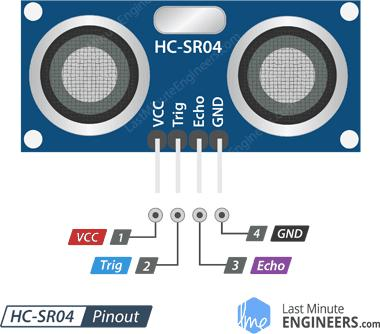 HC-SR04
VCC
Trig
Echo
GND
VCC 1
4 GND
Trig 2
3 Echo
HC-SR04 Pinout
lme Last Minute
ENGINEERS.com